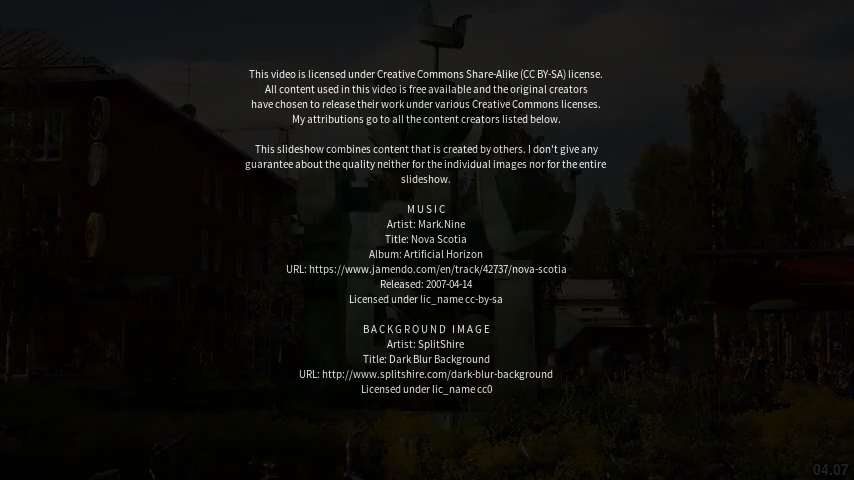 This video is licensed under Creative Commons Share-Alike (CC BY-SA) license.
All content used in this video is free available and the original creators
have chosen to release their work under various Creative Commons licenses.
My attributions go to all the content creators listed below.
This slideshow combines content that is created by others. I don't give any
guarantee about the quality neither for the individual images nor for the entire
slideshow.
MUSIC
Artist: Mark.Nine
Title: Nova Scotia
Album: Artificial Horizon
URL: https://www.jamendo.com/en/track/42737/nova-scotia
Released: 2007-04-14
Licensed under lic_name cc-by-sa
BACKGROUND IMAGE
Artist: SplitShire
Title: Dark Blur Background
URL: http://www.splitshire.com/dark-blur-background
Licensed under lic_name cc0
04.07